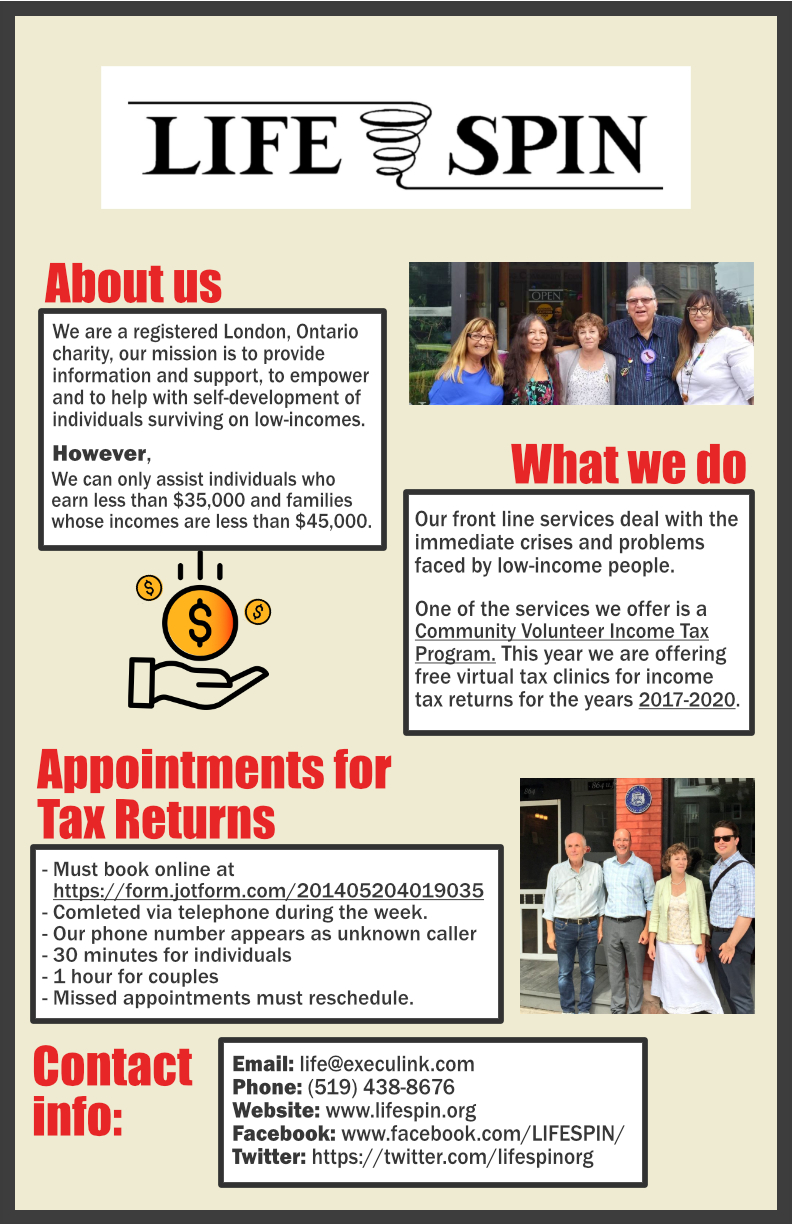 LIFE SPIN
About us
We are a registered London, Ontario
charity, our mission is to provide
information and support, to empower
and to help with self-development of
individuals surviving on low-incomes.
However,
We can only assist individuals who
earn less than $35,000 and families
whose incomes are less than $45,000.
OPEN
What we do
Our front line services deal with the
immediate crises and problems
faced by low-income people.
One of the services we offer is a
Community Volunteer Income Tax
Program. This year we are offering
free virtual tax clinics for income
tax returns for the years 2017-2020.
$
$
$
Appointments for
Tax Returns
- Must book online at
https://form.jotform.com/201405204019035
- Comleted via telephone during the week.
- Our phone number appears as unknown caller
- 30 minutes for individuals
- 1 hour for couples
- Missed appointments must reschedule.
Contact
info:
Email: life@execulink.com
Phone: (519) 438-8676
Website: www.lifespin.org
Facebook: www.facebook.com/LIFESPIN/
Twitter: https://twitter.com/lifespinorg